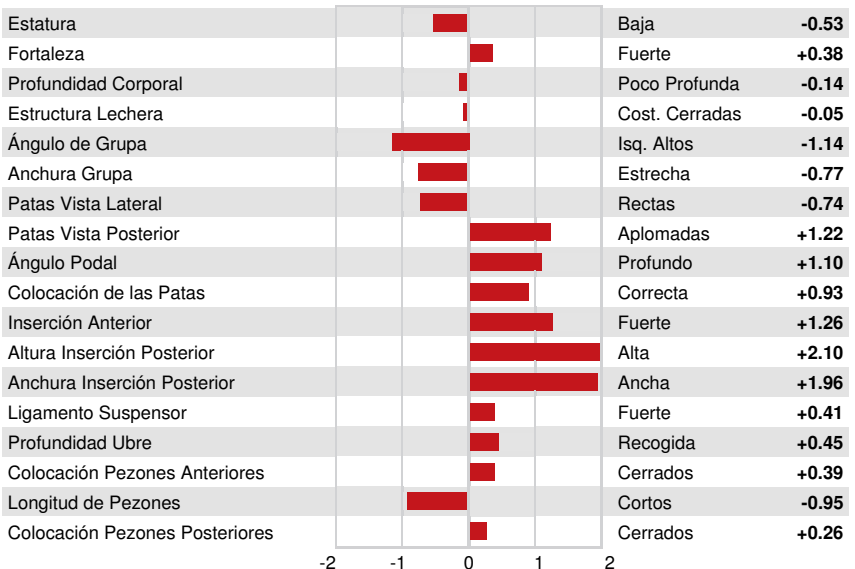 Estatura Baja -0.53
Fortaleza Fuerte +0.38
Profundidad Corporal Poco Profunda -0.14
Estructura Lechera Cost. Cerradas -0.05
Ángulo de Grupa Isq. Altos -1.14
Anchura Grupa Estrecha -0.77
Patas Vista Lateral Rectas -0.74
Patas Vista Posterior Aplomadas +1.22
Ángulo Podal Profundo +1.10
Colocación de las Patas Correcta +0.93
Inserción Anterior Fuerte +1.26
Altura Inserción Posterior Alta +2.10
Anchura Inserción Posterior Ancha +1.96
Ligamento Suspensor Fuerte +0.41
Profundidad Ubre Recogida +0.45
Colocación Pezones Anteriores Cerrados +0.39
Longitud de Pezones Cortos -0.95
Colocación Pezones Posteriores Cerrados +0.26
-2 -1 0 1 2